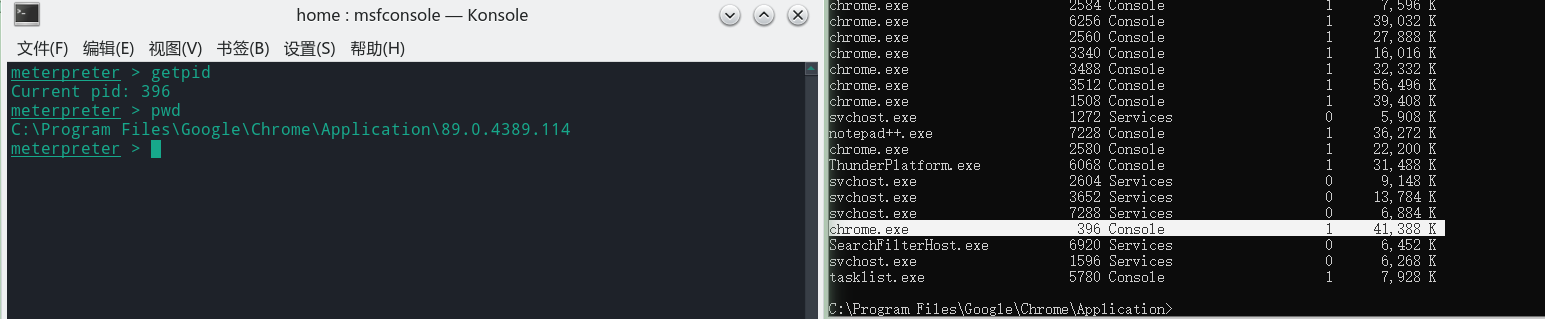 home : msfconsole — Konsole
文件(F) 编辑(E) 视图(V) 书签(B) 设置(S) 帮助(H)
meterpreter > getpid
Current pid: 396
meterpreter > pwd
C:\Program Files\Google\Chrome\Application\89.0.4389.114
meterpreter >
chrome.exe 2584 Console 1 7,596 K
chrome.exe 6256 Console 1 39,032 K
chrome.exe 2560 Console 1 27,888 K
chrome.exe 3340 Console 1 16,016 K
chrome.exe 3488 Console 1 32,332 K
chrome.exe 3512 Console 1 56,496 K
chrome.exe 1508 Console 1 39,408 K
svchost.exe 1272 Services 0 5,908 K
notepad++.exe 7228 Console 1 36,272 K
chrome.exe 2580 Console 1 22,200 K
ThunderPlatform.exe 6068 Console 1 31,488 K
svchost.exe 2604 Services 0 9,148 K
svchost.exe 3652 Services 0 13,784 K
svchost.exe 7288 Services 0 6,884 K
chrome.exe 396 Console 1 41,388 K
SearchFilterHost.exe 6920 Services 0 6,452 K
svchost.exe 1596 Services 0 6,268 K
tasklist.exe 5780 Console 1 7,928 K
C:\Program Files\Google\Chrome\Application>